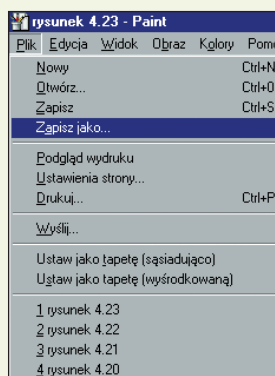 rysunek 4.23 - Paint
Plik Edycja Widok Obraz Kolory Pom
Nowy Ctrl+N
Otwórz... Ctrl+O
Zapisz Ctrl+S
Zapisz jako...
Podgląd wydruku
Ustawienia strony...
Drukuj... Ctrl+P
Wyślij...
Ustaw jako tapetę (sąsiadująco)
Ustaw jako tapetę (wyśrodkowaną)
1 rysunek 4.23
2 rysunek 4.22
3 rysunek 4.21
4 rysunek 4.20